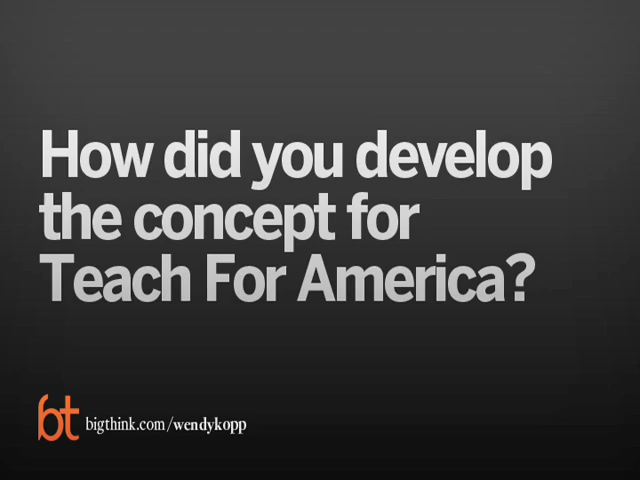 How did you develop
the concept for
Teach For America?
bt bigthink.com/wendykopp